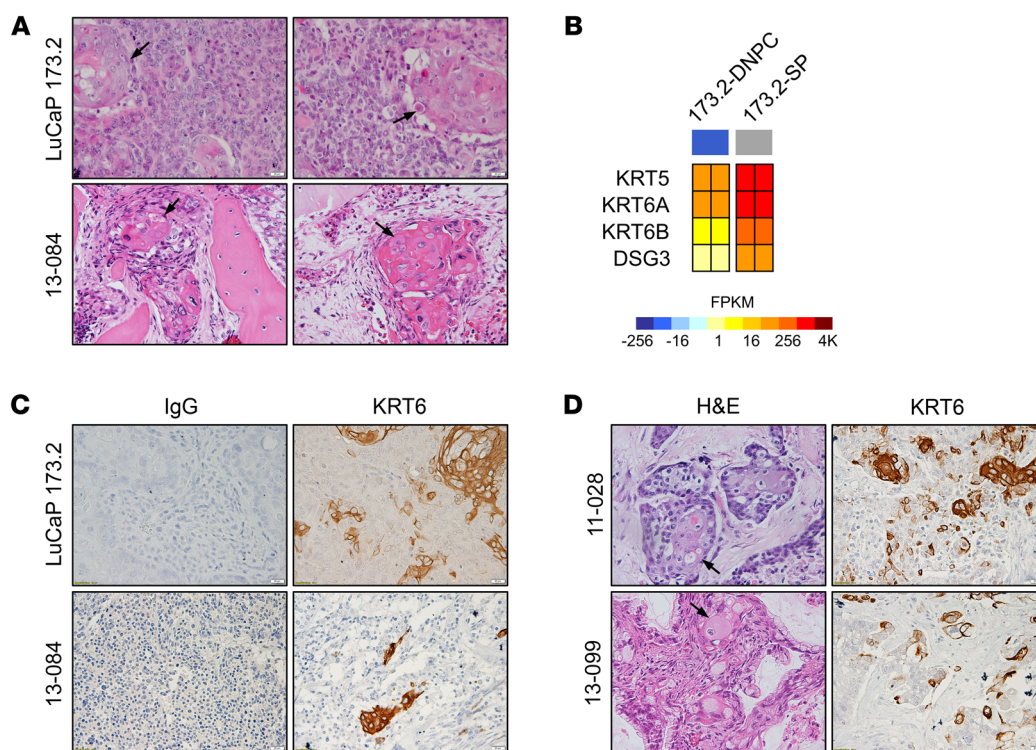 A
LuCaP 173.2
13-084
B
173.2-DNPC
173.2-SP
KRT5
KRT6A
KRT6B
DSG3
FPKM
-256 -16 1 16 256 4K
C
IgG
KRT6
LuCaP 173.2
13-084
D
H&E
KRT6
11-028
13-099